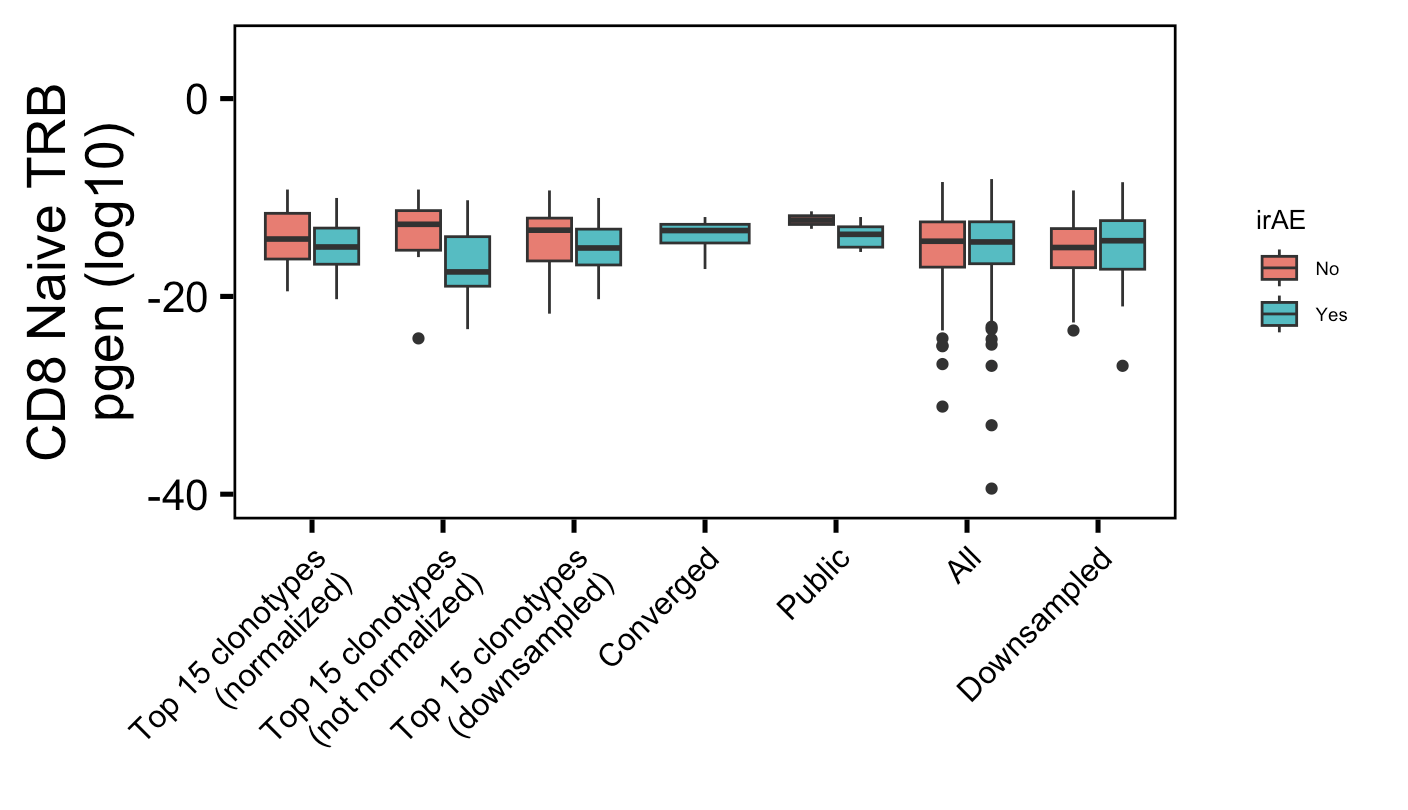 CD8 Naive TRB
pgen (log10)
0
-20
-40
Top 15 clonotypes
(normalized)
Top 15 clonotypes
(not normalized)
Top 15 clonotypes
(downsampled)
Converged
Public
All
Downsampled
irAE
No
Yes